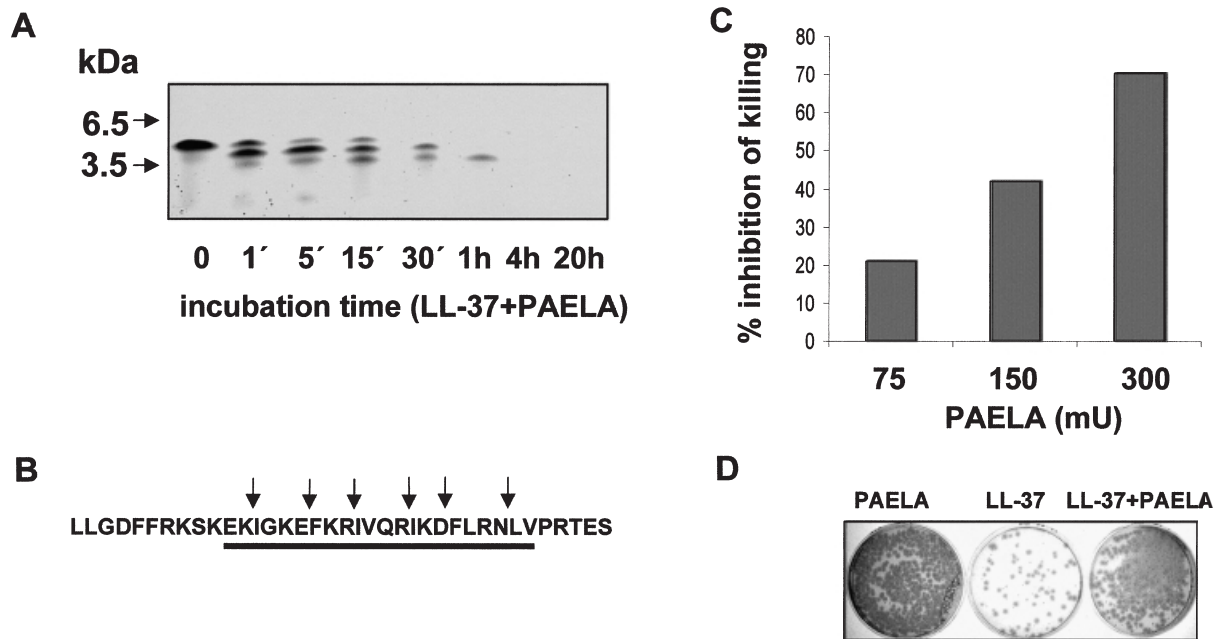 A
kDa
6.5
3.5
0 1´ 5´ 15´ 30´ 1h 4h 20h
incubation time (LL-37+PAELA)
B
LLGDFFRKSKEKIGKEFKRIVQRIKDFLRNLVPRTES
C
% inhibition of killing
80
70
60
50
40
30
20
10
0
75 150 300
PAELA (mU)
D
PAELA LL-37 LL-37+PAELA